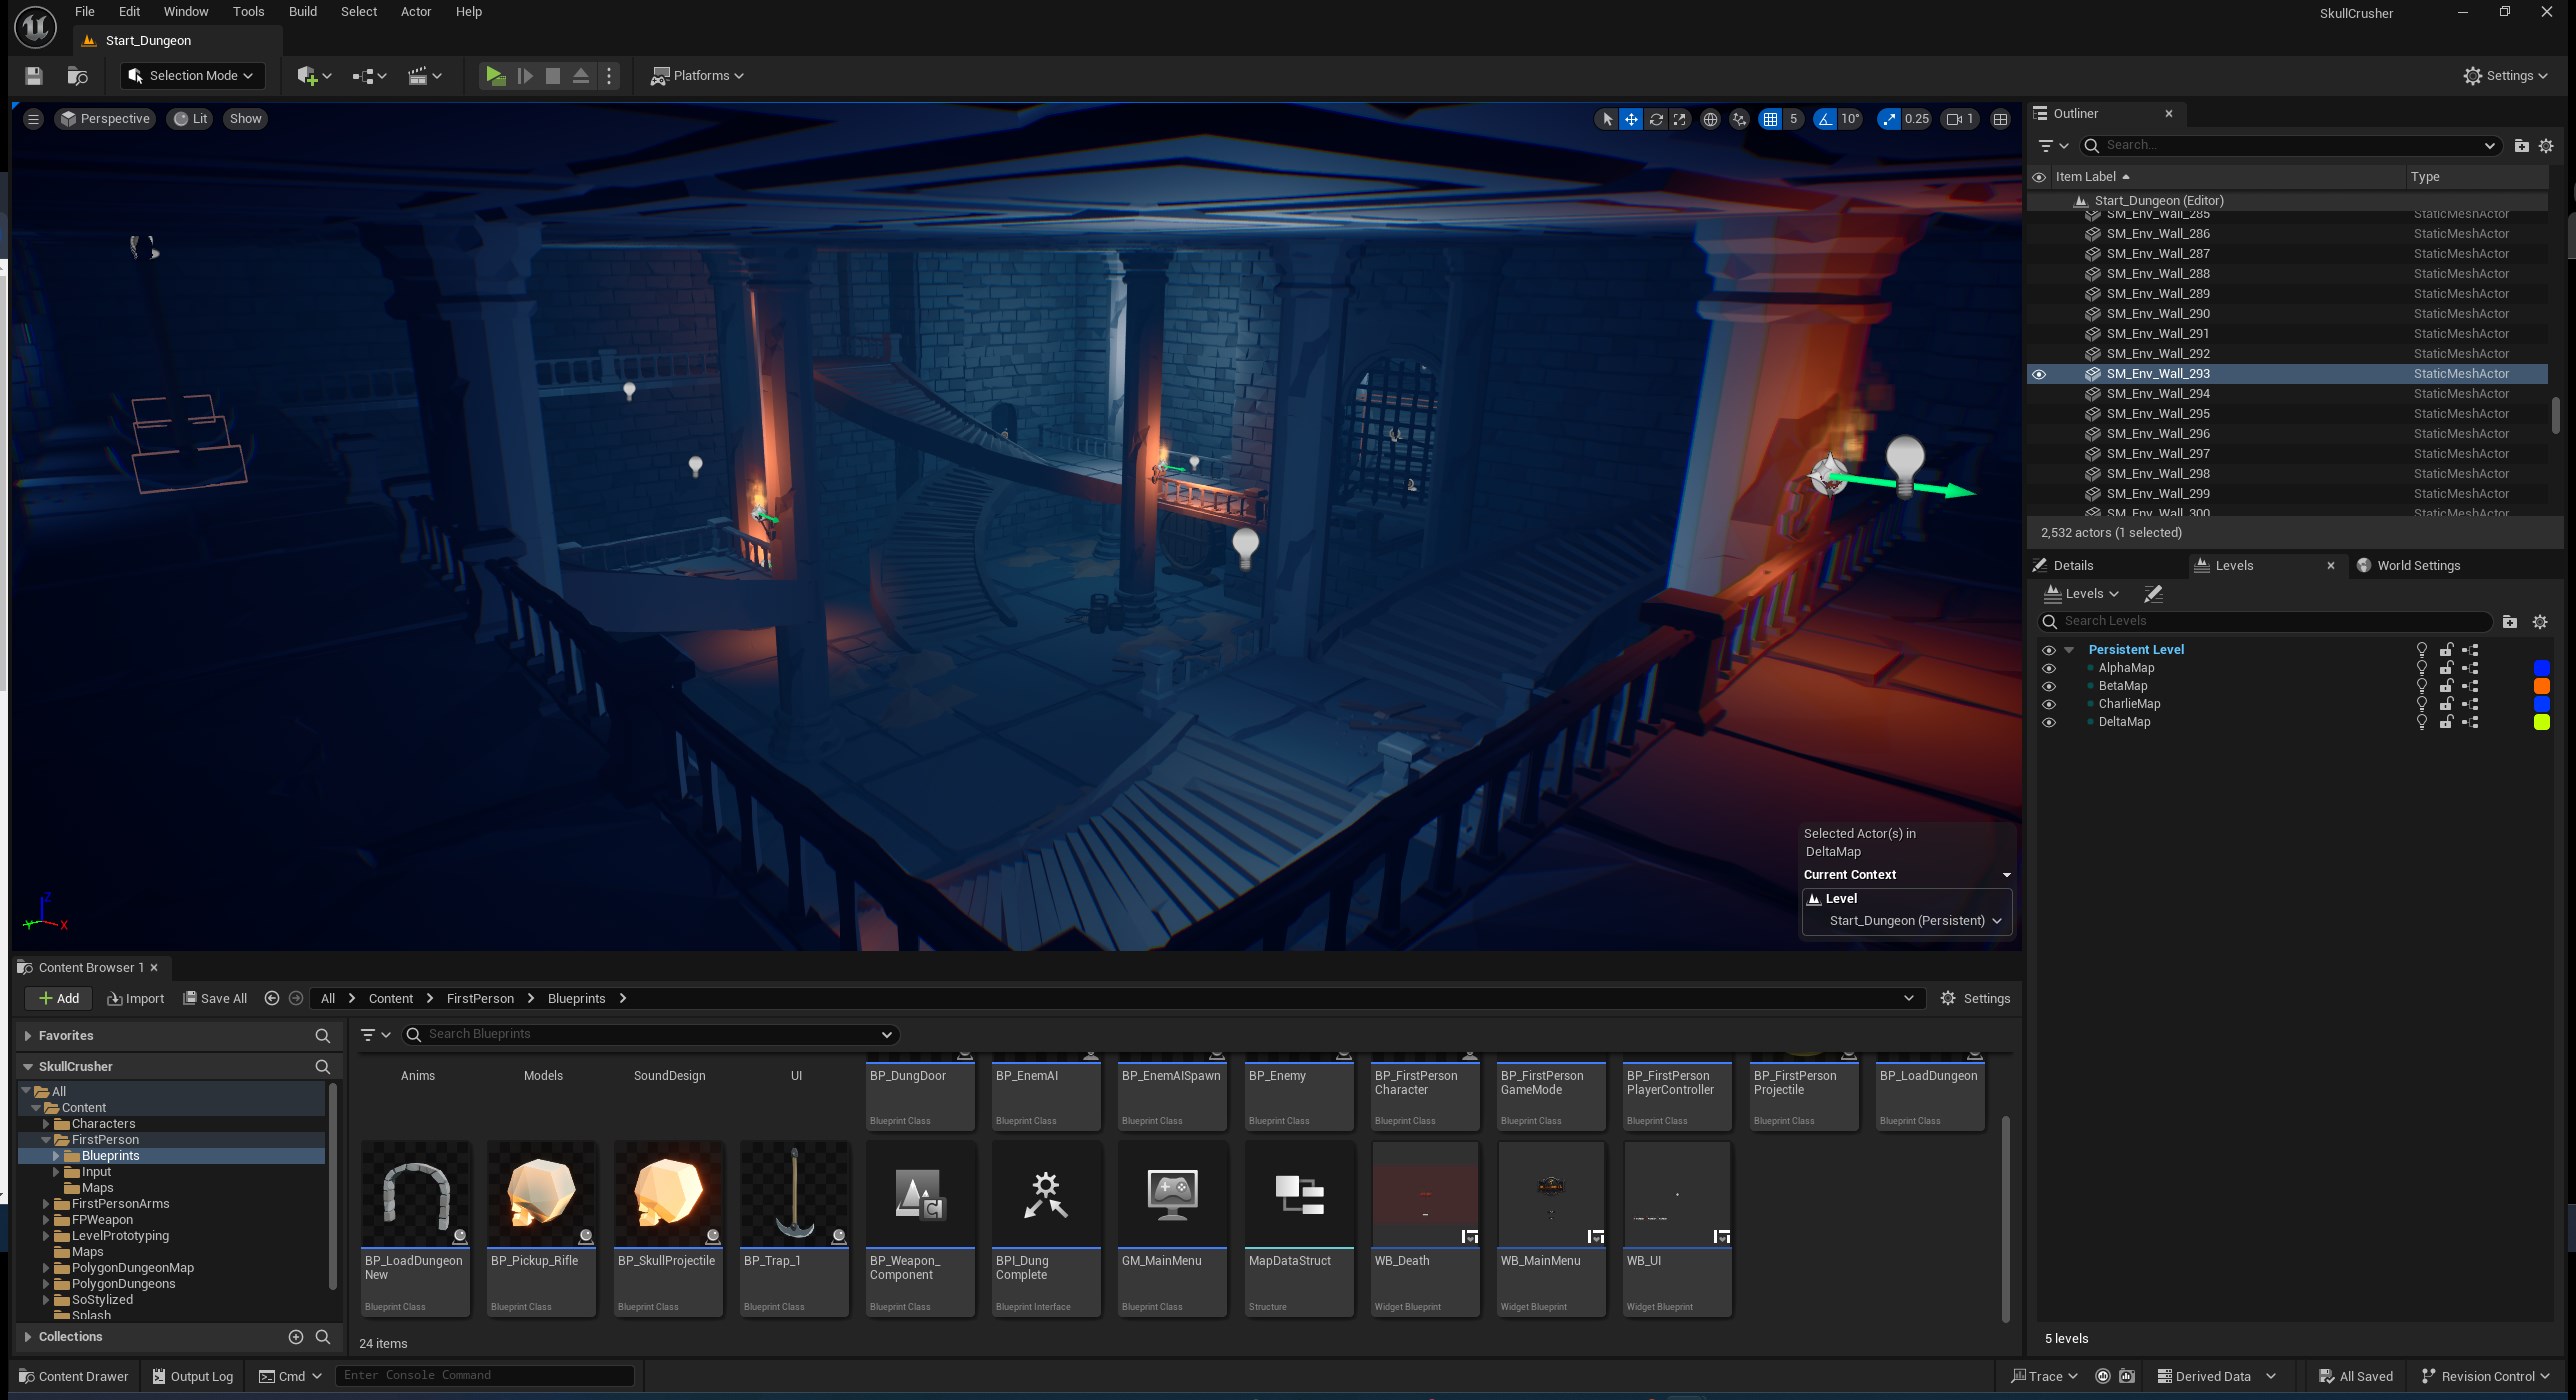 File Edit Window Tools Build Select Actor Help
SkullCrusher
Start_Dungeon
Selection Mode
Platforms
Settings
Perspective Lit Show
5 10° 0.25 1
Outliner
Search...
Item Label Type
Start_Dungeon (Editor)
SM_Env_Wall_285 StaticMeshActor
SM_Env_Wall_286 StaticMeshActor
SM_Env_Wall_287 StaticMeshActor
SM_Env_Wall_288 StaticMeshActor
SM_Env_Wall_289 StaticMeshActor
SM_Env_Wall_290 StaticMeshActor
SM_Env_Wall_291 StaticMeshActor
SM_Env_Wall_292 StaticMeshActor
SM_Env_Wall_293 StaticMeshActor
SM_Env_Wall_294 StaticMeshActor
SM_Env_Wall_295 StaticMeshActor
SM_Env_Wall_296 StaticMeshActor
SM_Env_Wall_297 StaticMeshActor
SM_Env_Wall_298 StaticMeshActor
SM_Env_Wall_299 StaticMeshActor
SM_Env_Wall_300 StaticMeshActor
2,532 actors (1 selected)
Details Levels World Settings
Levels
Search Levels
Persistent Level
AlphaMap
BetaMap
CharlieMap
DeltaMap
5 levels
Selected Actor(s) in
DeltaMap
Current Context
Level
Start_Dungeon (Persistent)
Z
Y X
Content Browser 1
Add Import Save All All Content FirstPerson Blueprints Settings
Favorites
SkullCrusher
All
Content
Characters
FirstPerson
Blueprints
Input
Maps
FirstPersonArms
FPWeapon
LevelPrototyping
Maps
PolygonDungeonMap
PolygonDungeons
SoStylized
Splash
Collections
Search Blueprints
Anims Models SoundDesign UI BP_DungDoor BP_EnemAI BP_EnemAISpawn BP_Enemy BP_FirstPerson BP_FirstPerson BP_FirstPerson BP_FirstPerson BP_LoadDungeon
Character GameMode PlayerController Projectile
Blueprint Class Blueprint Class Blueprint Class Blueprint Class Blueprint Class Blueprint Class Blueprint Class Blueprint Class Blueprint Class
BP_LoadDungeon BP_Pickup_Rifle BP_SkullProjectile BP_Trap_1 BP_Weapon_ BPI_Dung GM_MainMenu MapDataStruct WB_Death WB_MainMenu WB_UI
New Component Complete
Blueprint Class Blueprint Class Blueprint Class Blueprint Class Blueprint Class Blueprint Interface Blueprint Class Structure Widget Blueprint Widget Blueprint Widget Blueprint
24 items
Content Drawer Output Log Cmd Enter Console Command
Trace Derived Data All Saved Revision Control